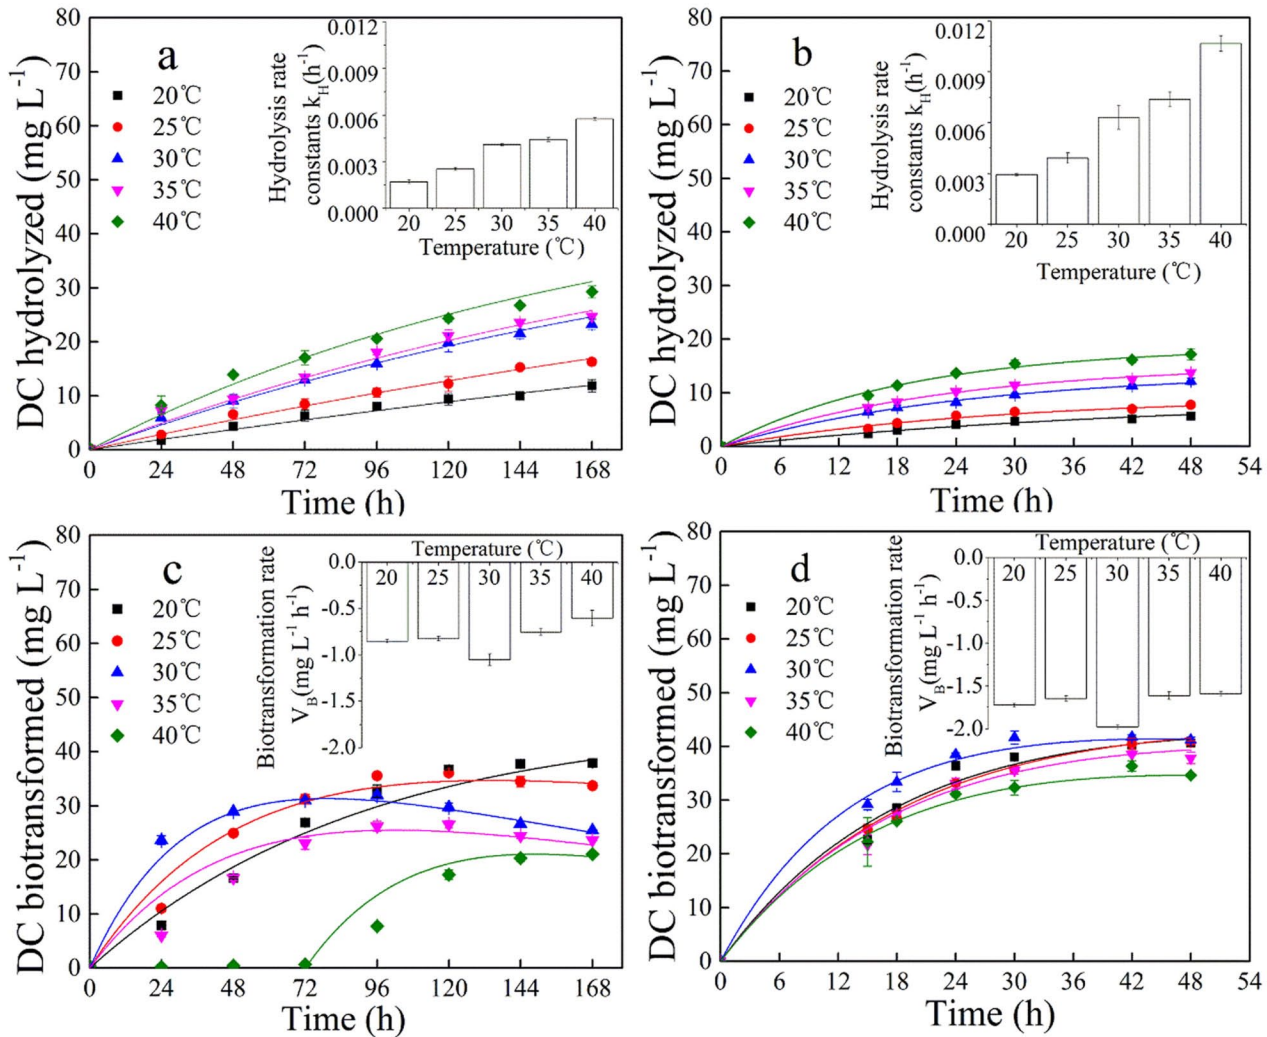 DC hydrolyzed (mg L⁻¹)
80
70
60
50
40
30
20
10
0
a
20℃
25℃
30℃
35℃
40℃
Hydrolysis rate
constants k_H(h⁻¹)
0.012
0.009
0.006
0.003
0.000
20 25 30 35 40
Temperature (℃)
0 24 48 72 96 120 144 168
Time (h)
DC hydrolyzed (mg L⁻¹)
80
70
60
50
40
30
20
10
0
b
20℃
25℃
30℃
35℃
40℃
Hydrolysis rate
constants k_H(h⁻¹)
0.012
0.009
0.006
0.003
0.000
20 25 30 35 40
Temperature (℃)
0 6 12 18 24 30 36 42 48 54
Time (h)
DC biotransformed (mg L⁻¹)
80
70
60
50
40
30
20
10
0
c
20℃
25℃
30℃
35℃
40℃
Biotransformation rate
V_B(mg L⁻¹ h⁻¹)
Temperature (℃)
20 25 30 35 40
0.0
-0.5
-1.0
-1.5
-2.0
0 24 48 72 96 120 144 168
Time (h)
DC biotransformed (mg L⁻¹)
80
70
60
50
40
30
20
10
0
d
20℃
25℃
30℃
35℃
40℃
Biotransformation rate
V_B(mg L⁻¹ h⁻¹)
Temperature (℃)
20 25 30 35 40
0.0
-0.5
-1.0
-1.5
-2.0
0 6 12 18 24 30 36 42 48 54
Time (h)